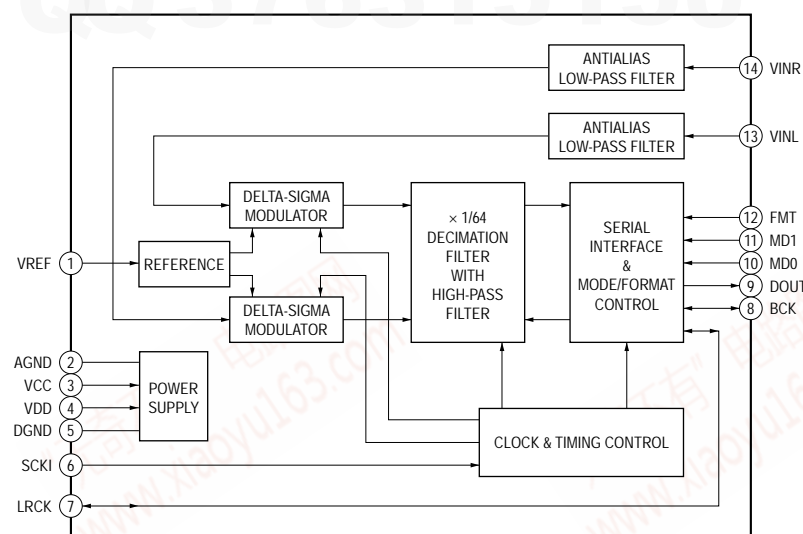 ANTIALIAS
LOW-PASS FILTER
14 VINR
ANTIALIAS
LOW-PASS FILTER
13 VINL
DELTA-SIGMA
MODULATOR
× 1/64
DECIMATION
FILTER
WITH
HIGH-PASS
FILTER
SERIAL
INTERFACE
&
MODE/FORMAT
CONTROL
12 FMT
11 MD1
10 MD0
9 DOUT
8 BCK
VREF 1
REFERENCE
DELTA-SIGMA
MODULATOR
AGND 2
VCC 3
VDD 4
DGND 5
POWER
SUPPLY
CLOCK & TIMING CONTROL
SCKI 6
LRCK 7
www.xiaoyu163.com